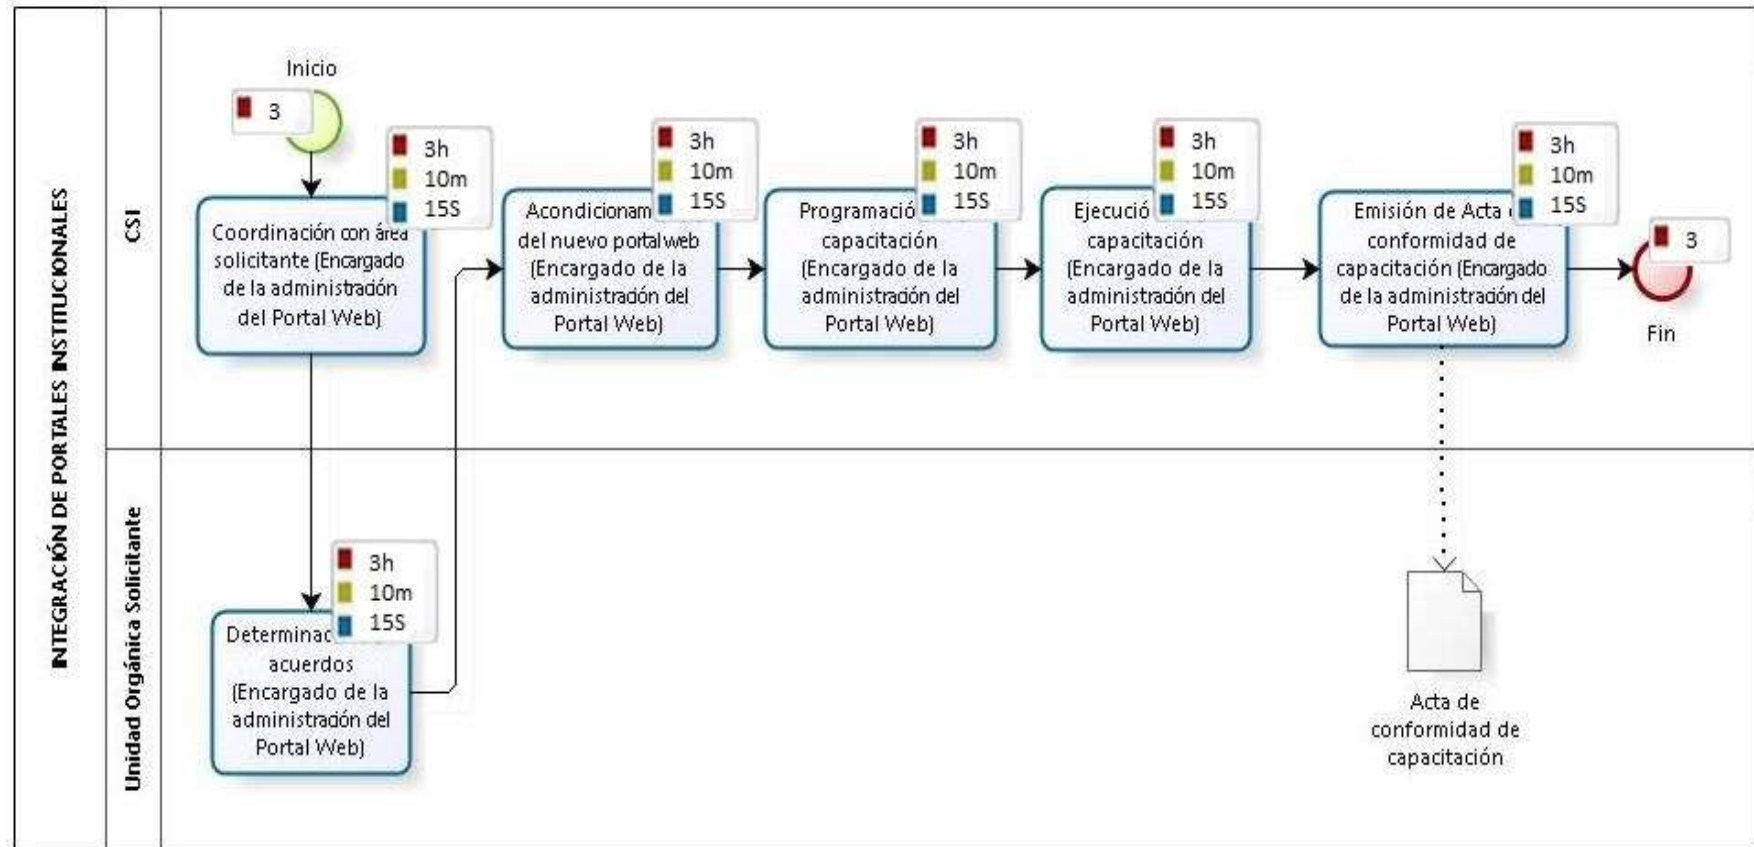 INTEGRACIÓN DE PORTALES INSTITUCIONALES
CSI
Inicio
3
3h
10m
15S
Coordinación con área
solicitante (Encargado
de la administración
del Portal Web)
3h
10m
15S
del nuevo portal web
(Encargado de la
administración del
Portal Web)
3h
10m
15S
capacitación
(Encargado de la
administración del
Portal Web)
3h
10m
15S
capacitación
(Encargado de la
administración del
Portal Web)
3h
10m
15S
Emisión de Acta
conformidad de
capacitación (Encargado
de la administración del
Portal Web)
3
Fin
Unidad Orgánica Solicitante
3h
10m
15S
acuerdos
(Encargado de la
administración del
Portal Web)
Acta de
conformidad de
capacitación